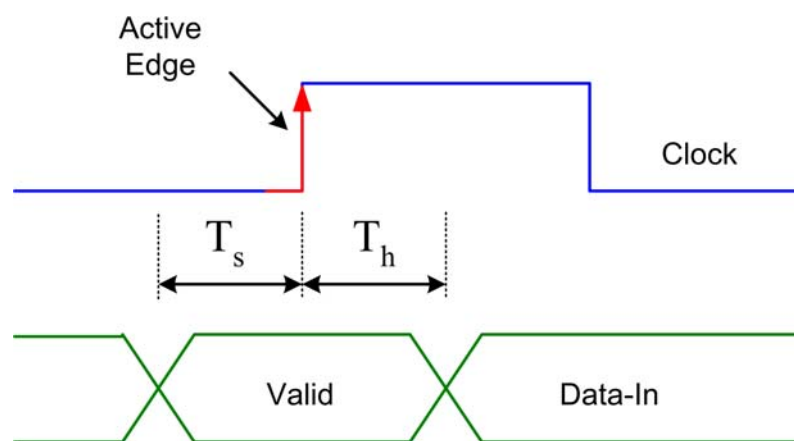 Active
Edge
Clock
Ts
Th
Valid
Data-In